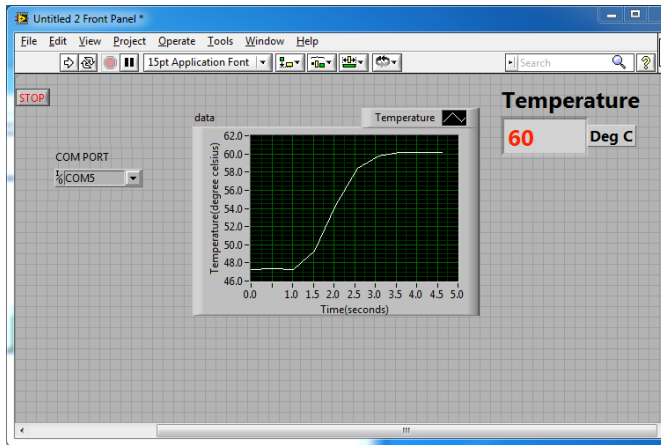 Untitled 2 Front Panel *
File Edit View Project Operate Tools Window Help
15pt Application Font
Search
STOP
data
Temperature
Temperature
60
Deg C
COM PORT
COM5
Temperature(degree celsius)
62.0
60.0
58.0
56.0
54.0
52.0
50.0
48.0
46.0
0.0 1.0 1.5 2.0 2.5 3.0 3.5 4.0 4.5 5.0
Time(seconds)